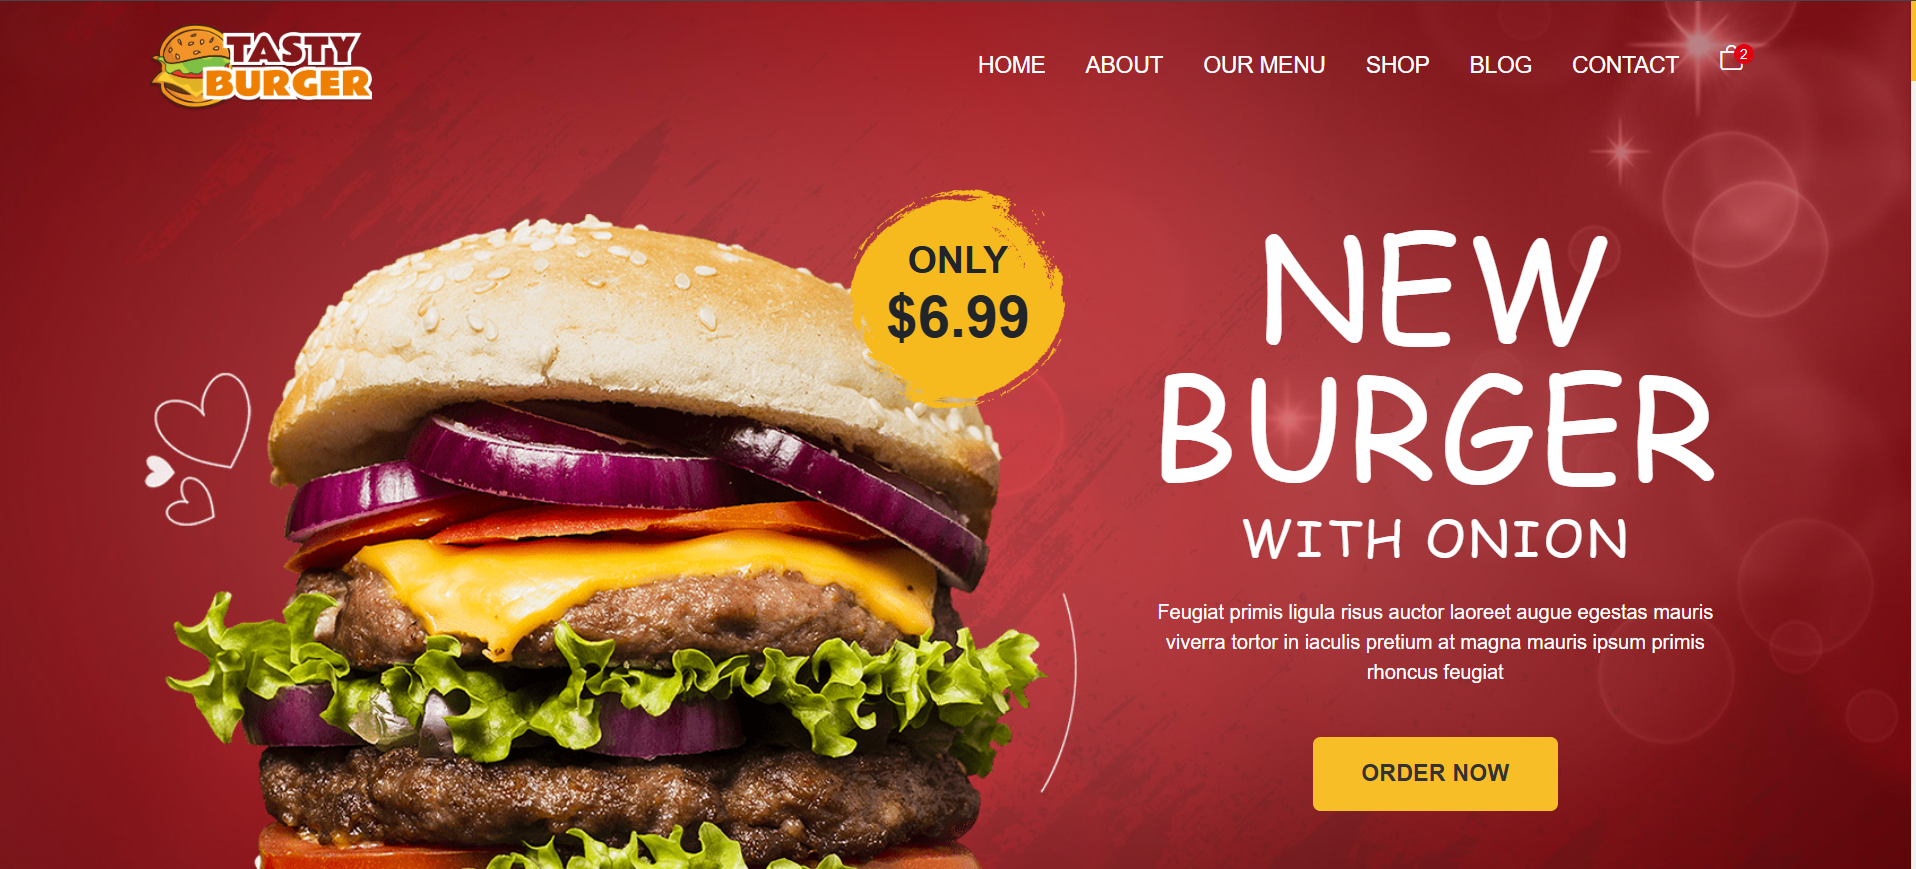 TASTY
BURGER
HOME ABOUT OUR MENU SHOP BLOG CONTACT 2
ONLY
$6.99
NEW
BURGER
WITH ONION
Feugiat primis ligula risus auctor laoreet augue egestas mauris
viverra tortor in iaculis pretium at magna mauris ipsum primis
rhoncus feugiat
ORDER NOW